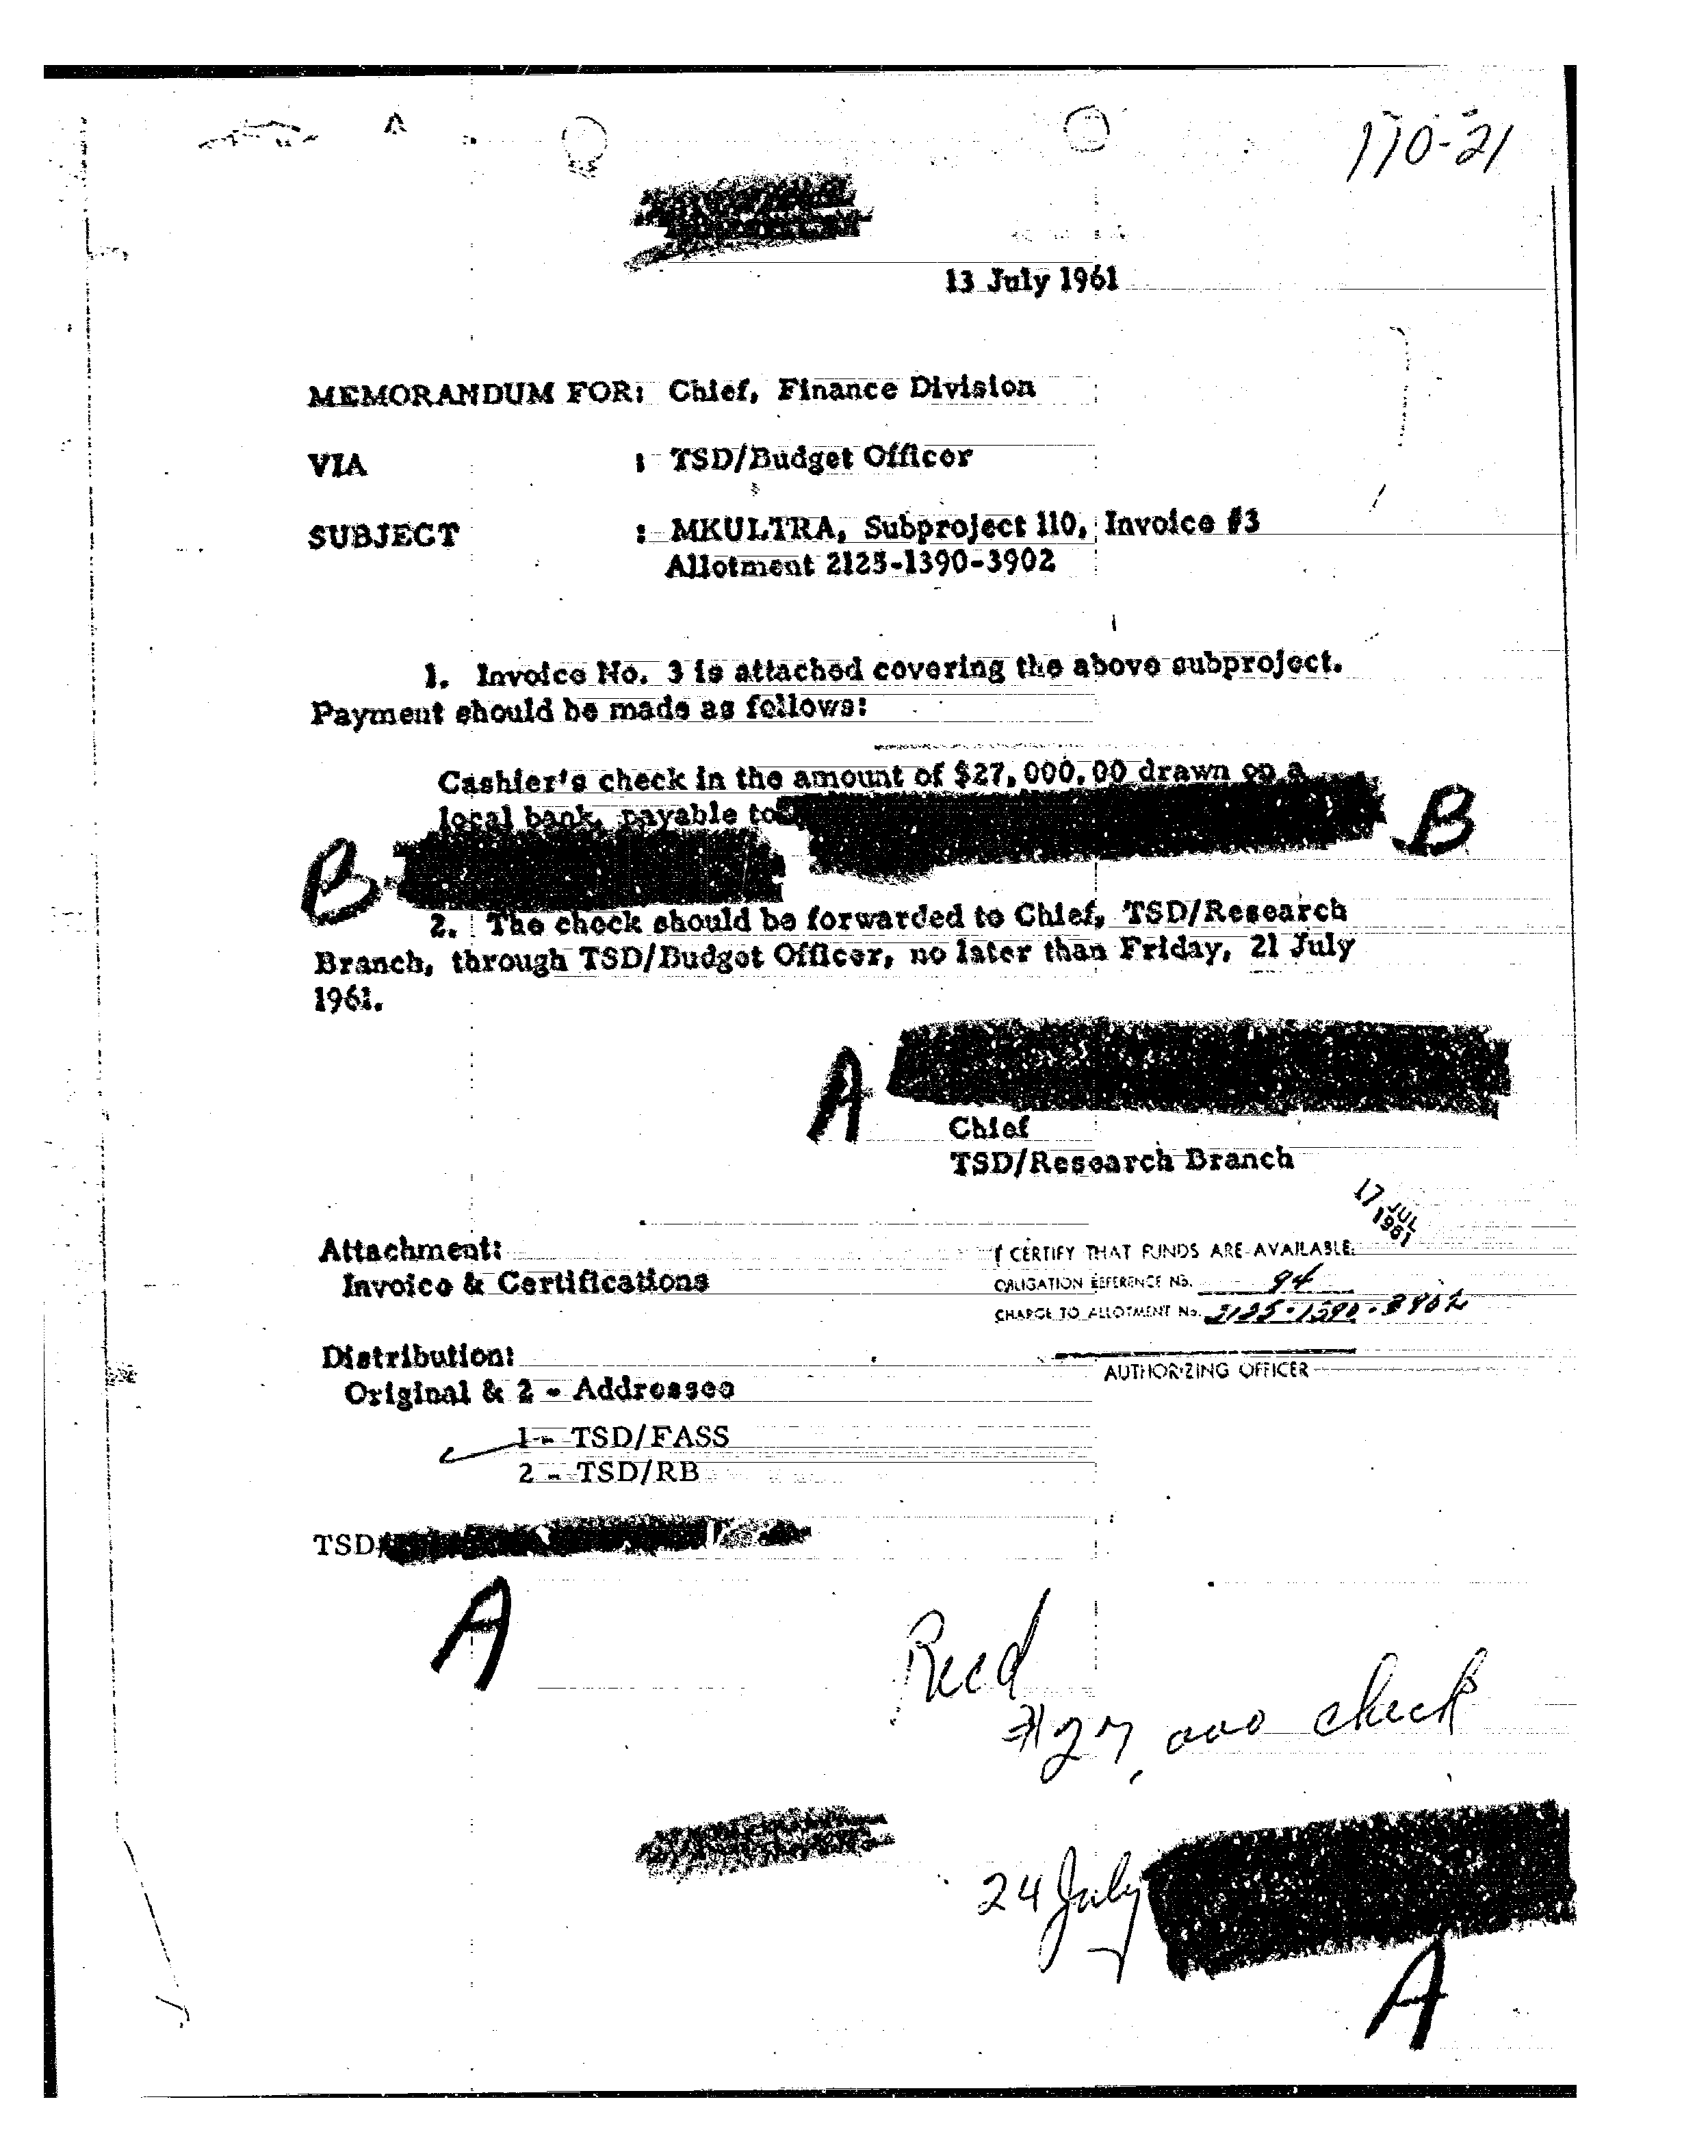 110-21
13 July 1961
MEMORANDUM FOR: Chief, Finance Division
VIA : TSD/Budget Officer
SUBJECT : MKULTRA, Subproject 110, Invoice #3
Allotment 2125-1390-3902
1. Invoice No. 3 is attached covering the above subproject.
Payment should be made as follows:
Cashier's check in the amount of $27,000.00 drawn on a
local bank, payable to
B
B
2. The check should be forwarded to Chief, TSD/Research
Branch, through TSD/Budget Officer, no later than Friday, 21 July
1961.
A
Chief
TSD/Research Branch
17 JUL
1961
Attachment:
Invoice & Certifications
I CERTIFY THAT FUNDS ARE AVAILABLE.
OBLIGATION REFERENCE No. 94
CHARGE TO ALLOTMENT No. 2125-1390-3902
AUTHORIZING OFFICER
Distribution:
Original & 2 - Addressee
1 - TSD/FASS
2 - TSD/RB
TSD/
A
Recd
$27,000 check
24 July
A